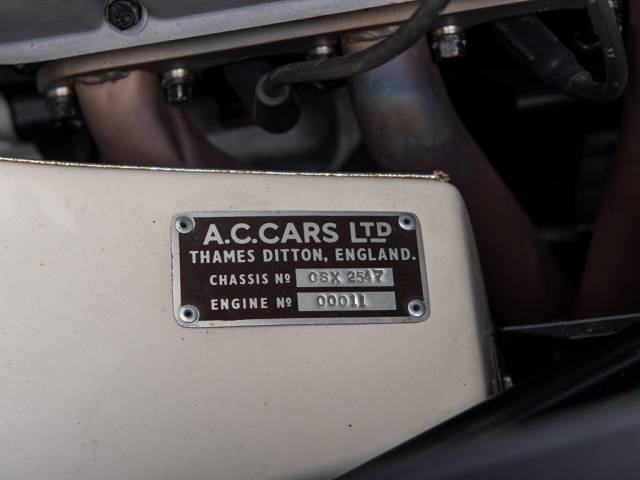 A.C.CARS LTD
THAMES DITTON, ENGLAND.
CHASSIS Nº CSX 2547
ENGINE Nº 00011